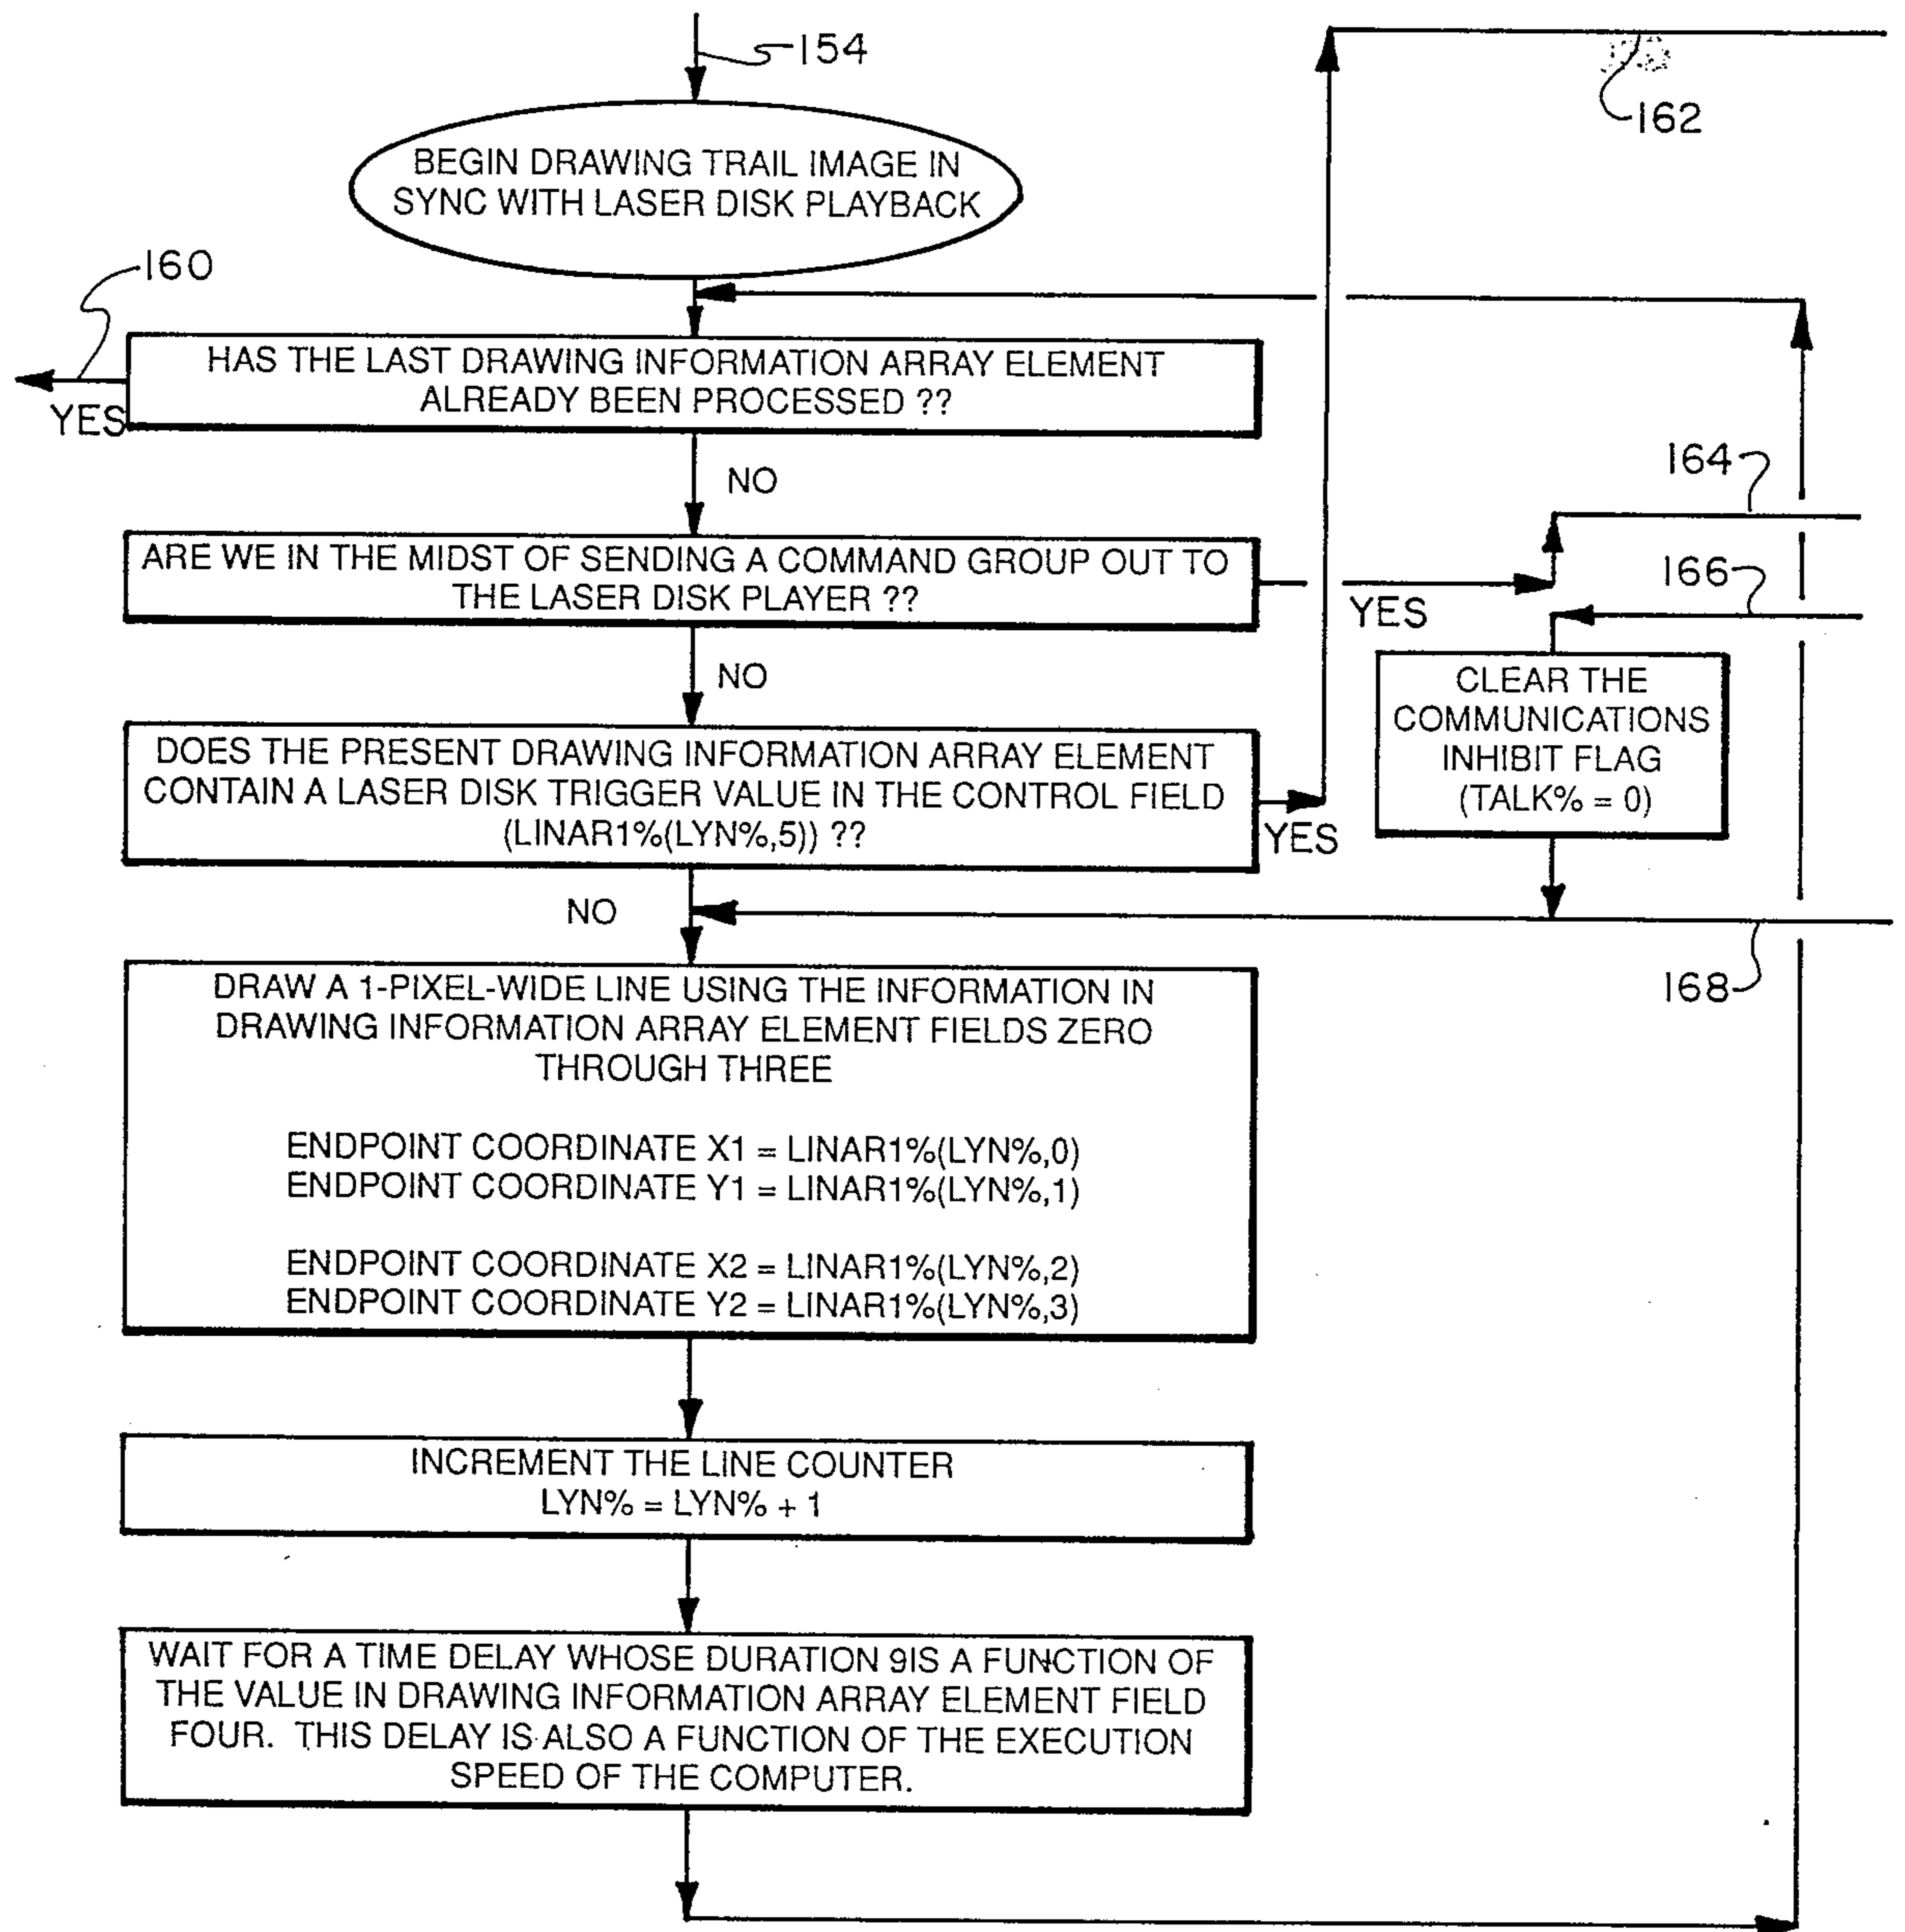 154
162
BEGIN DRAWING TRAIL IMAGE IN
SYNC WITH LASER DISK PLAYBACK
160
HAS THE LAST DRAWING INFORMATION ARRAY ELEMENT
ALREADY BEEN PROCESSED ??
YES
NO
164
ARE WE IN THE MIDST OF SENDING A COMMAND GROUP OUT TO
THE LASER DISK PLAYER ??
YES
166
NO
CLEAR THE
COMMUNICATIONS
INHIBIT FLAG
(TALK% = 0)
DOES THE PRESENT DRAWING INFORMATION ARRAY ELEMENT
CONTAIN A LASER DISK TRIGGER VALUE IN THE CONTROL FIELD
(LINAR1%(LYN%,5)) ??
YES
NO
168
DRAW A 1-PIXEL-WIDE LINE USING THE INFORMATION IN
DRAWING INFORMATION ARRAY ELEMENT FIELDS ZERO
THROUGH THREE
ENDPOINT COORDINATE X1 = LINAR1%(LYN%,0)
ENDPOINT COORDINATE Y1 = LINAR1%(LYN%,1)
ENDPOINT COORDINATE X2 = LINAR1%(LYN%,2)
ENDPOINT COORDINATE Y2 = LINAR1%(LYN%,3)
INCREMENT THE LINE COUNTER
LYN% = LYN% + 1
WAIT FOR A TIME DELAY WHOSE DURATION 9IS A FUNCTION OF
THE VALUE IN DRAWING INFORMATION ARRAY ELEMENT FIELD
FOUR. THIS DELAY IS ALSO A FUNCTION OF THE EXECUTION
SPEED OF THE COMPUTER.